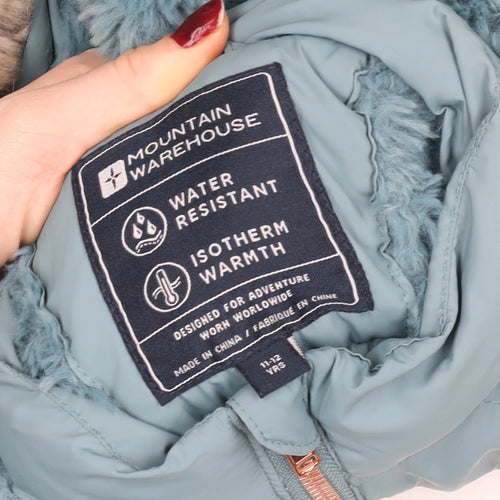 MOUNTAIN
WAREHOUSE
WATER
RESISTANT
ISOTHERM
WARMTH
DESIGNED FOR ADVENTURE
WORN WORLDWIDE
MADE IN CHINA / FABRIQUÉ EN CHINE
11-12
YRS